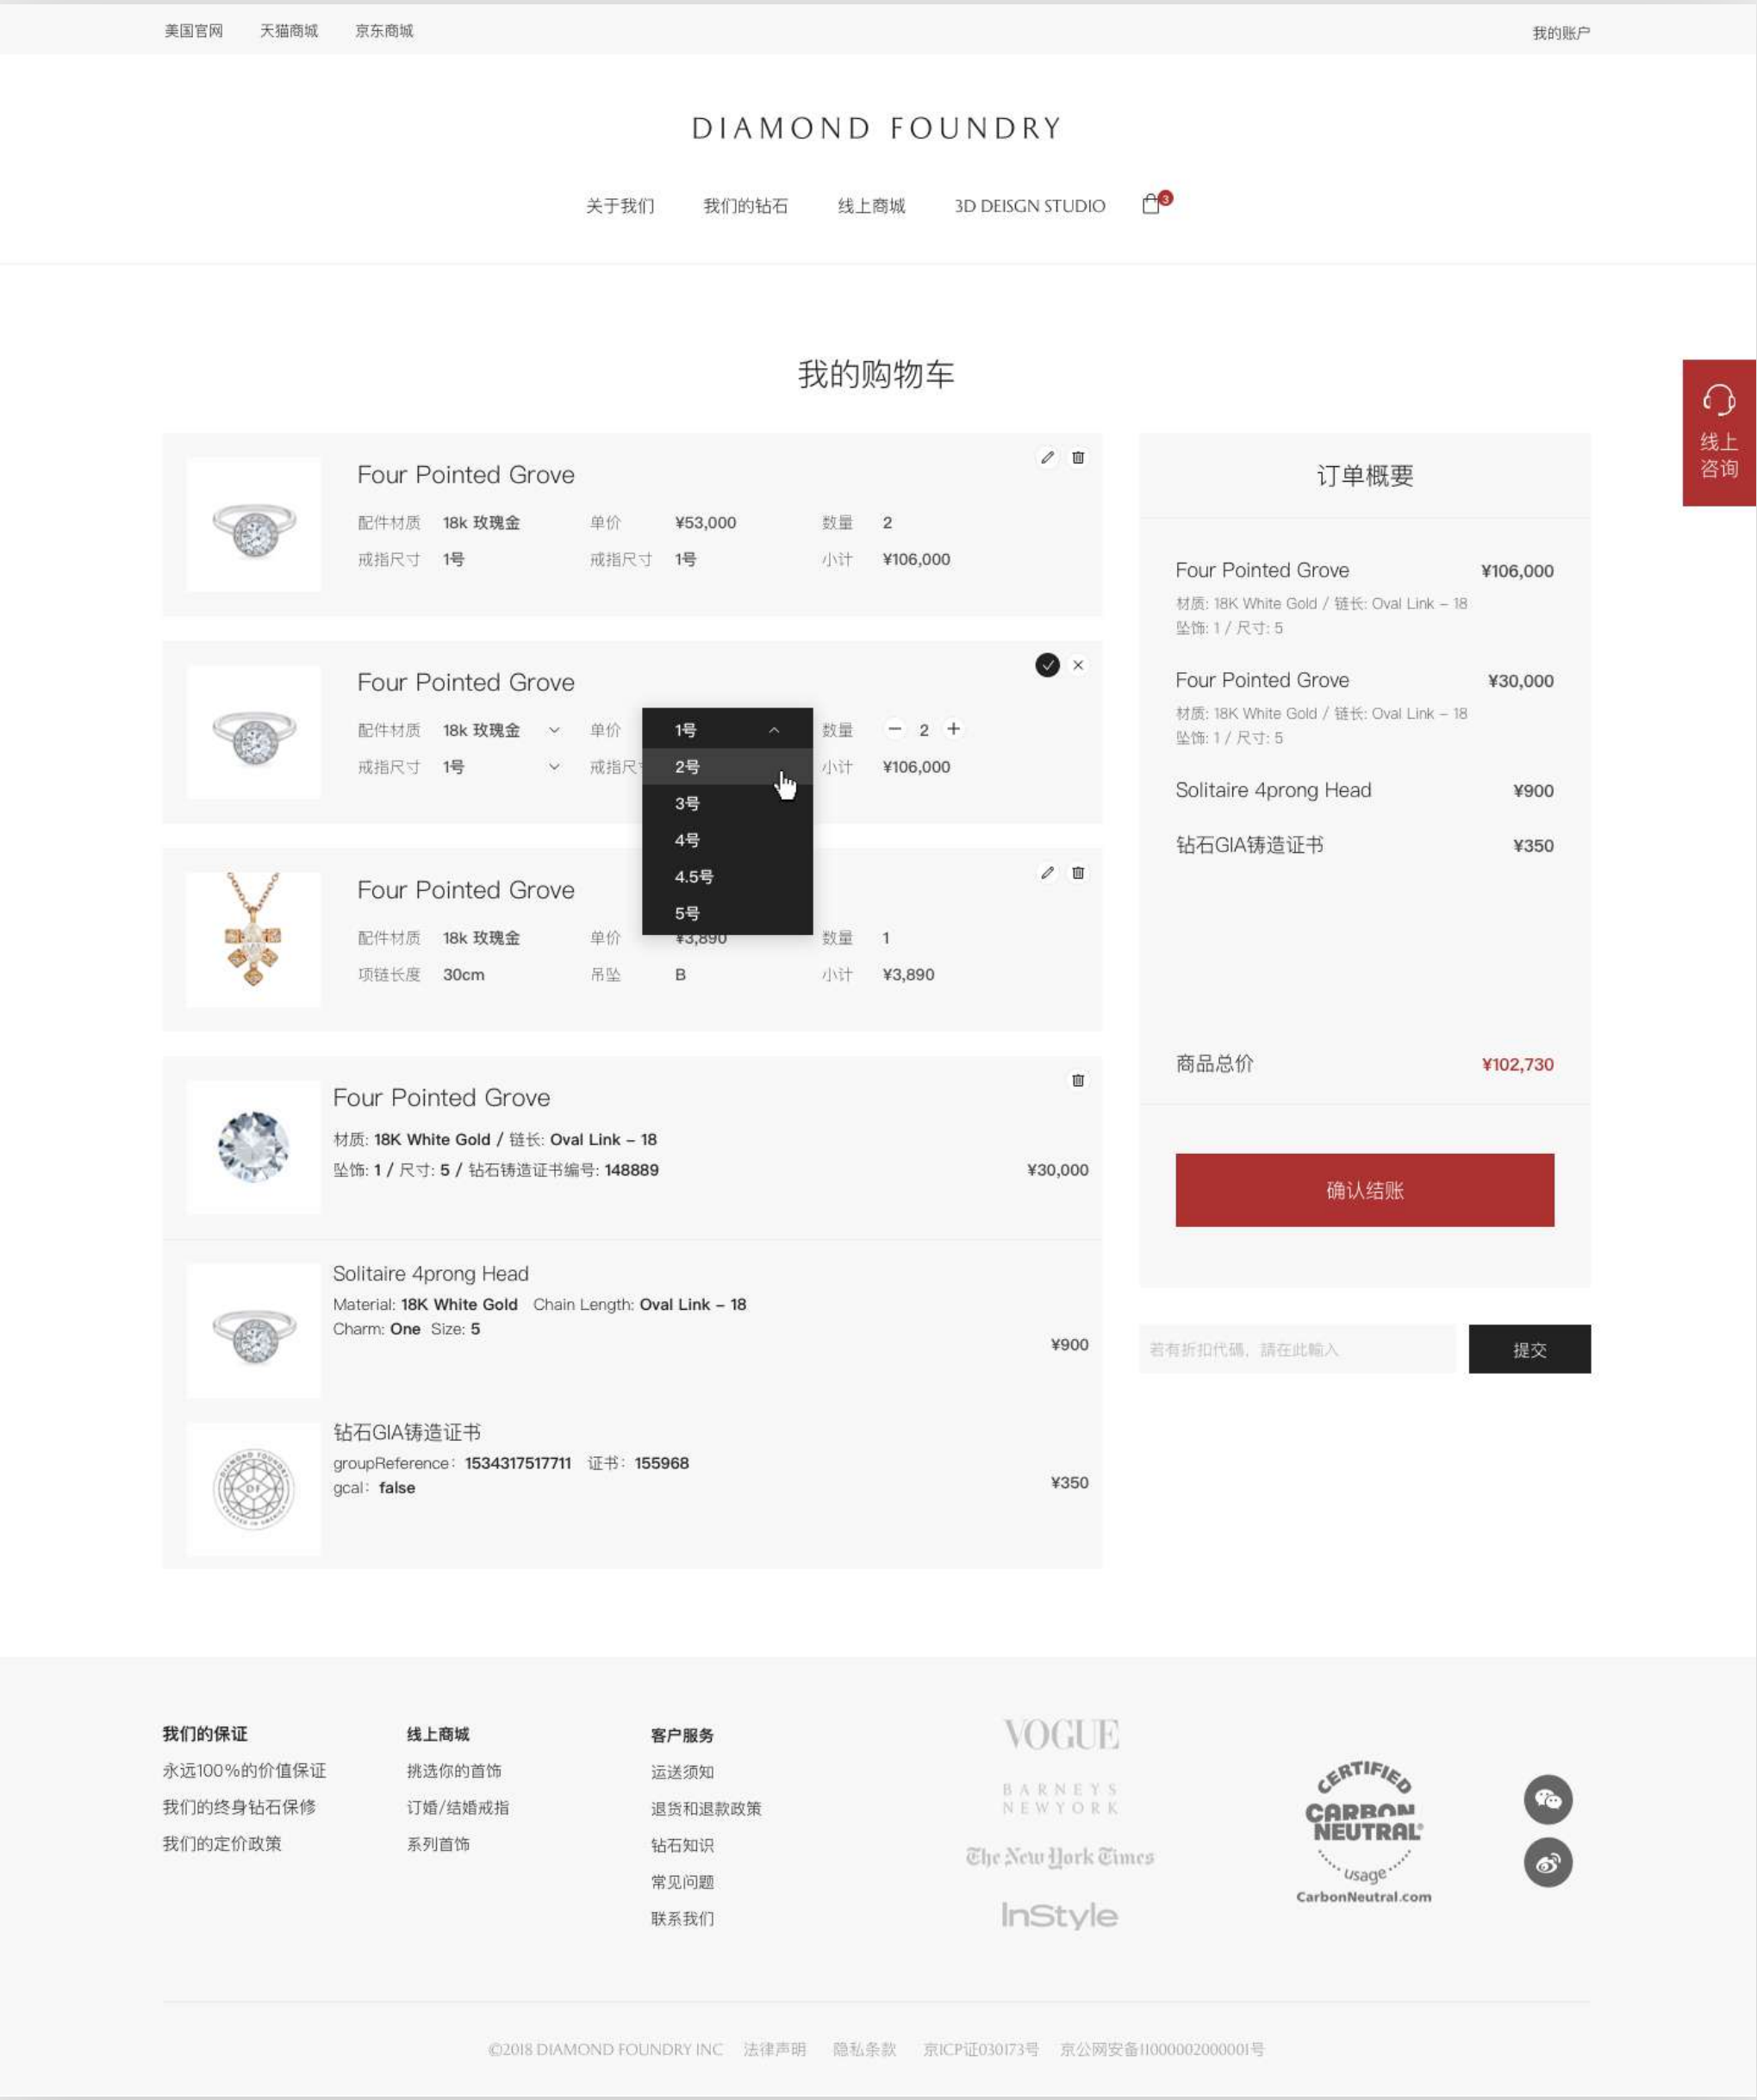 美国官网 天猫商城 京东商城 我的账户
DIAMOND FOUNDRY
关于我们 我们的钻石 线上商城 3D DEISGN STUDIO 3
我的购物车
线上
咨询
Four Pointed Grove
配件材质 18k 玫瑰金 单价 ¥53,000 数量 2
戒指尺寸 1号 戒指尺寸 1号 小计 ¥106,000
Four Pointed Grove
配件材质 18k 玫瑰金 单价 1号 数量 2
戒指尺寸 1号 戒指尺 2号 小计 ¥106,000
3号
4号
4.5号
5号
Four Pointed Grove
配件材质 18k 玫瑰金 单价 ¥3,890 数量 1
项链长度 30cm 吊坠 B 小计 ¥3,890
Four Pointed Grove
材质: 18K White Gold / 链长: Oval Link – 18
坠饰: 1 / 尺寸: 5 / 钻石铸造证书编号: 148889 ¥30,000
Solitaire 4prong Head
Material: 18K White Gold Chain Length: Oval Link – 18
Charm: One Size: 5
¥900
钻石GIA铸造证书
groupReference: 1534317517711 证书: 155968
gcal: false
¥350
订单概要
Four Pointed Grove ¥106,000
材质: 18K White Gold / 链长: Oval Link – 18
坠饰: 1 / 尺寸: 5
Four Pointed Grove ¥30,000
材质: 18K White Gold / 链长: Oval Link – 18
坠饰: 1 / 尺寸: 5
Solitaire 4prong Head ¥900
钻石GIA铸造证书 ¥350
商品总价 ¥102,730
确认结账
若有折扣代碼，請在此輸入 提交
我们的保证
永远100%的价值保证
我们的终身钻石保修
我们的定价政策
线上商城
挑选你的首饰
订婚/结婚戒指
系列首饰
客户服务
运送须知
退货和退款政策
钻石知识
常见问题
联系我们
VOGUE
BARNEYS
NEWYORK
The New York Times
InStyle
CERTIFIED
CARBON
NEUTRAL®
usage
CarbonNeutral.com
©2018 DIAMOND FOUNDRY INC 法律声明 隐私条款 京ICP证030173号 京公网安备11000002000001号